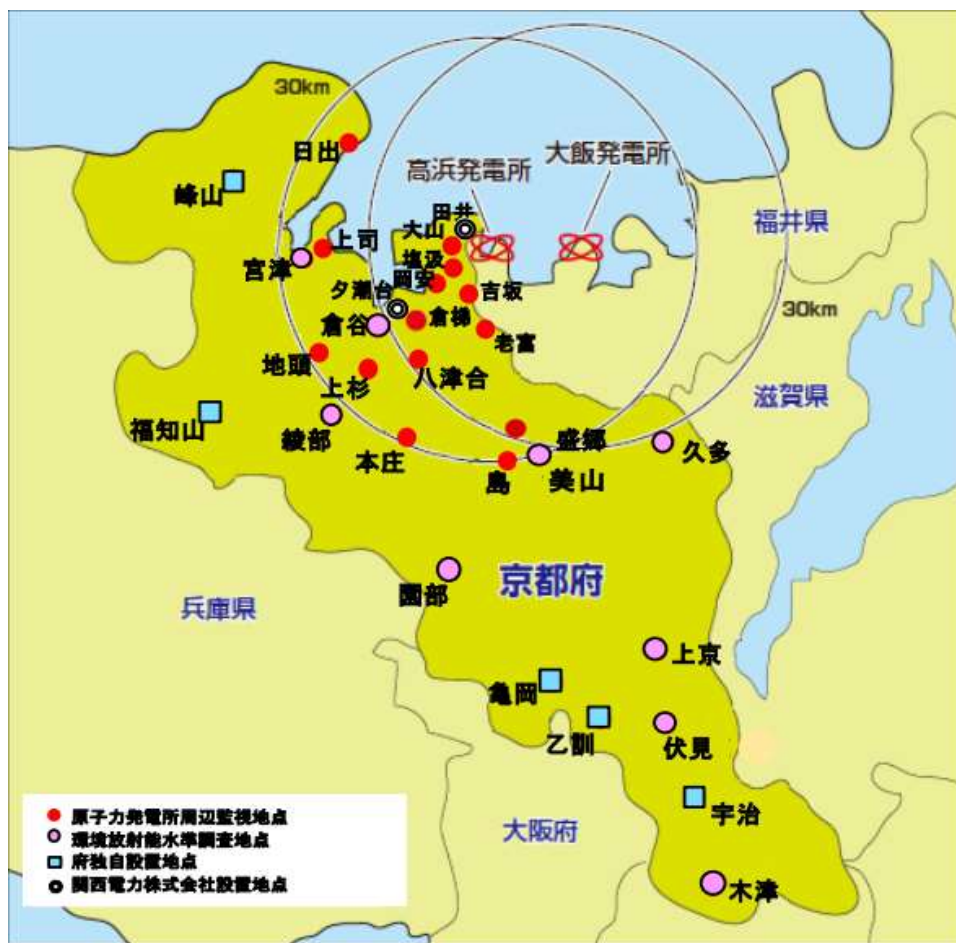 30km
日出
大飯発電所
高浜発電所
峰山
田井
大山
福井県
上司
塩汲
宮津
岡安
夕潮台
吉坂
30km
倉谷
倉梯
老富
地頭
八津合
上杉
滋賀県
福知山
綾部
本庄
盛郷
久多
島
美山
京都府
園部
兵庫県
上京
亀岡
乙訓
伏見
宇治
大阪府
木津
原子力発電所周辺監視地点
環境放射能水準調査地点
府独自設置地点
関西電力株式会社設置地点